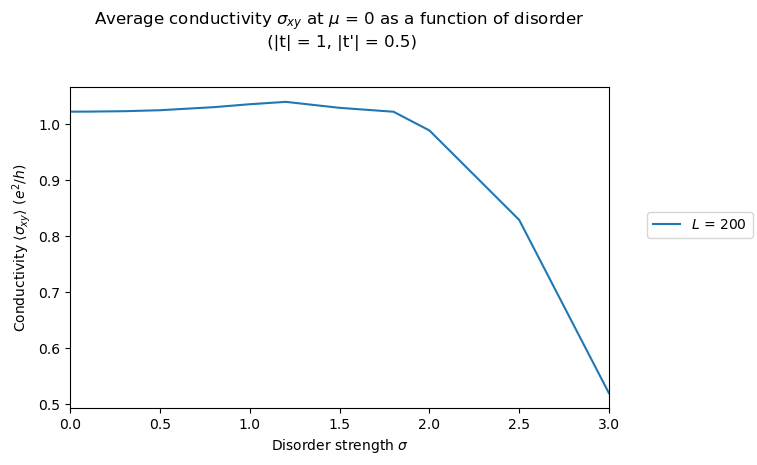 Average conductivity σxy at μ = 0 as a function of disorder
(|t| = 1, |t'| = 0.5)
Conductivity ⟨σxy⟩ (e²/h)
1.0
0.9
0.8
0.7
0.6
0.5
0.0 0.5 1.0 1.5 2.0 2.5 3.0
Disorder strength σ
L = 200